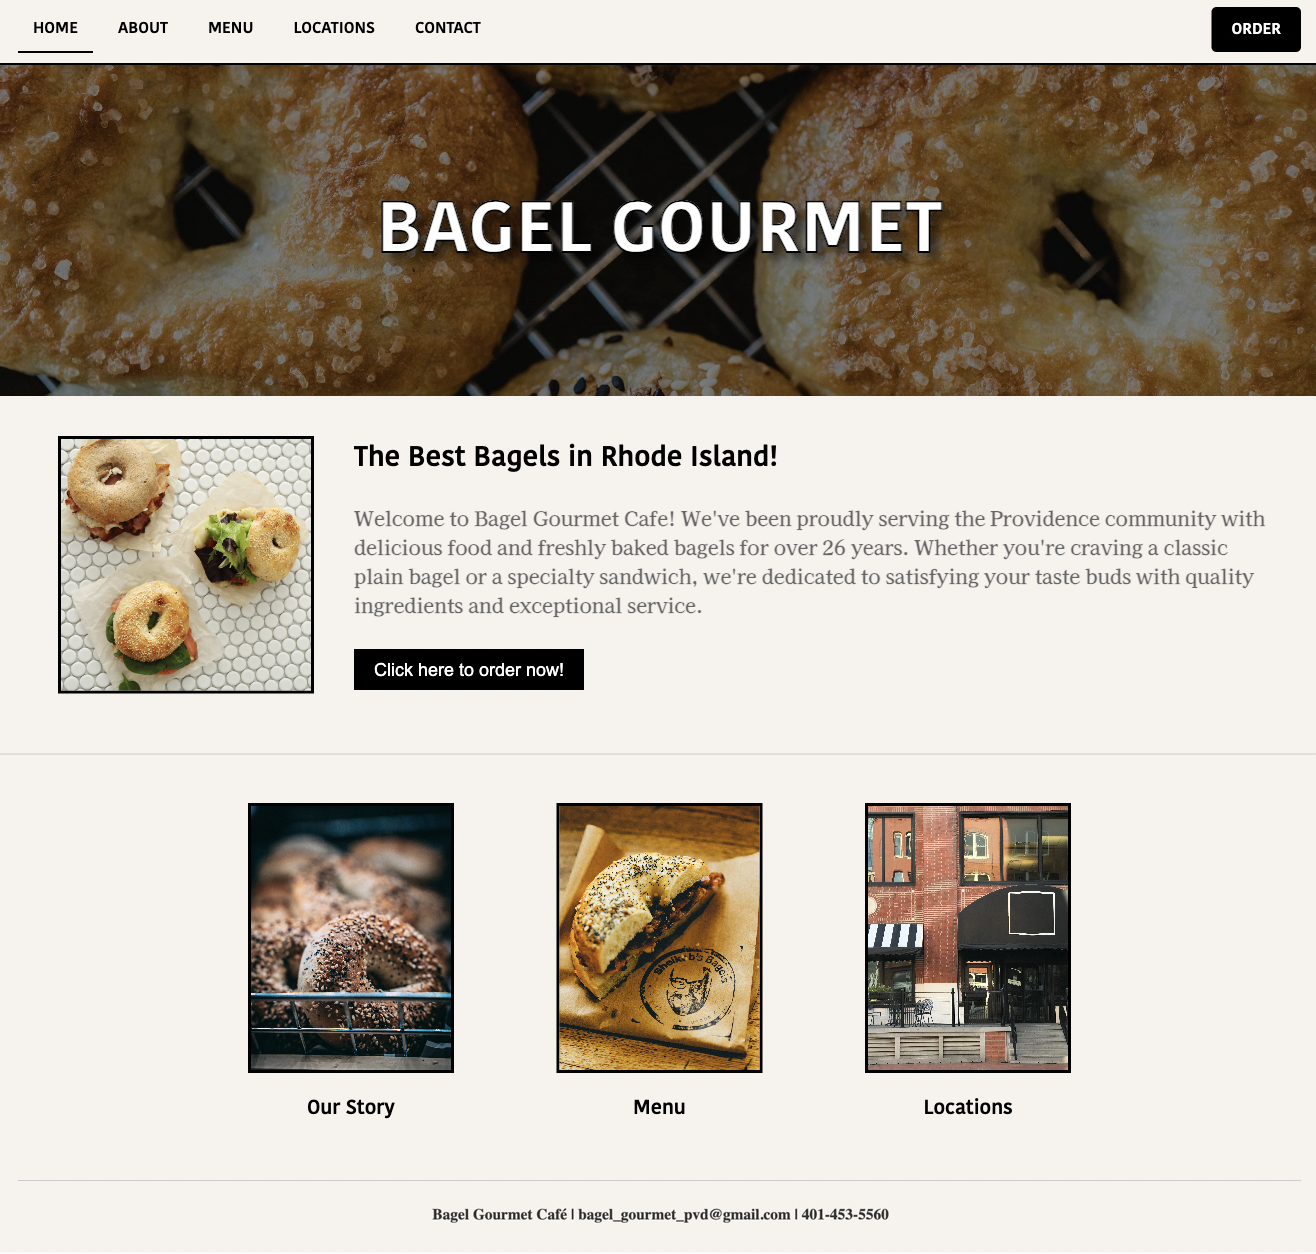 HOME ABOUT MENU LOCATIONS CONTACT ORDER
BAGEL GOURMET
The Best Bagels in Rhode Island!
Welcome to Bagel Gourmet Cafe! We've been proudly serving the Providence community with
delicious food and freshly baked bagels for over 26 years. Whether you're craving a classic
plain bagel or a specialty sandwich, we're dedicated to satisfying your taste buds with quality
ingredients and exceptional service.
Click here to order now!
Our Story Menu Locations
Bagel Gourmet Café | bagel_gourmet_pvd@gmail.com | 401-453-5560